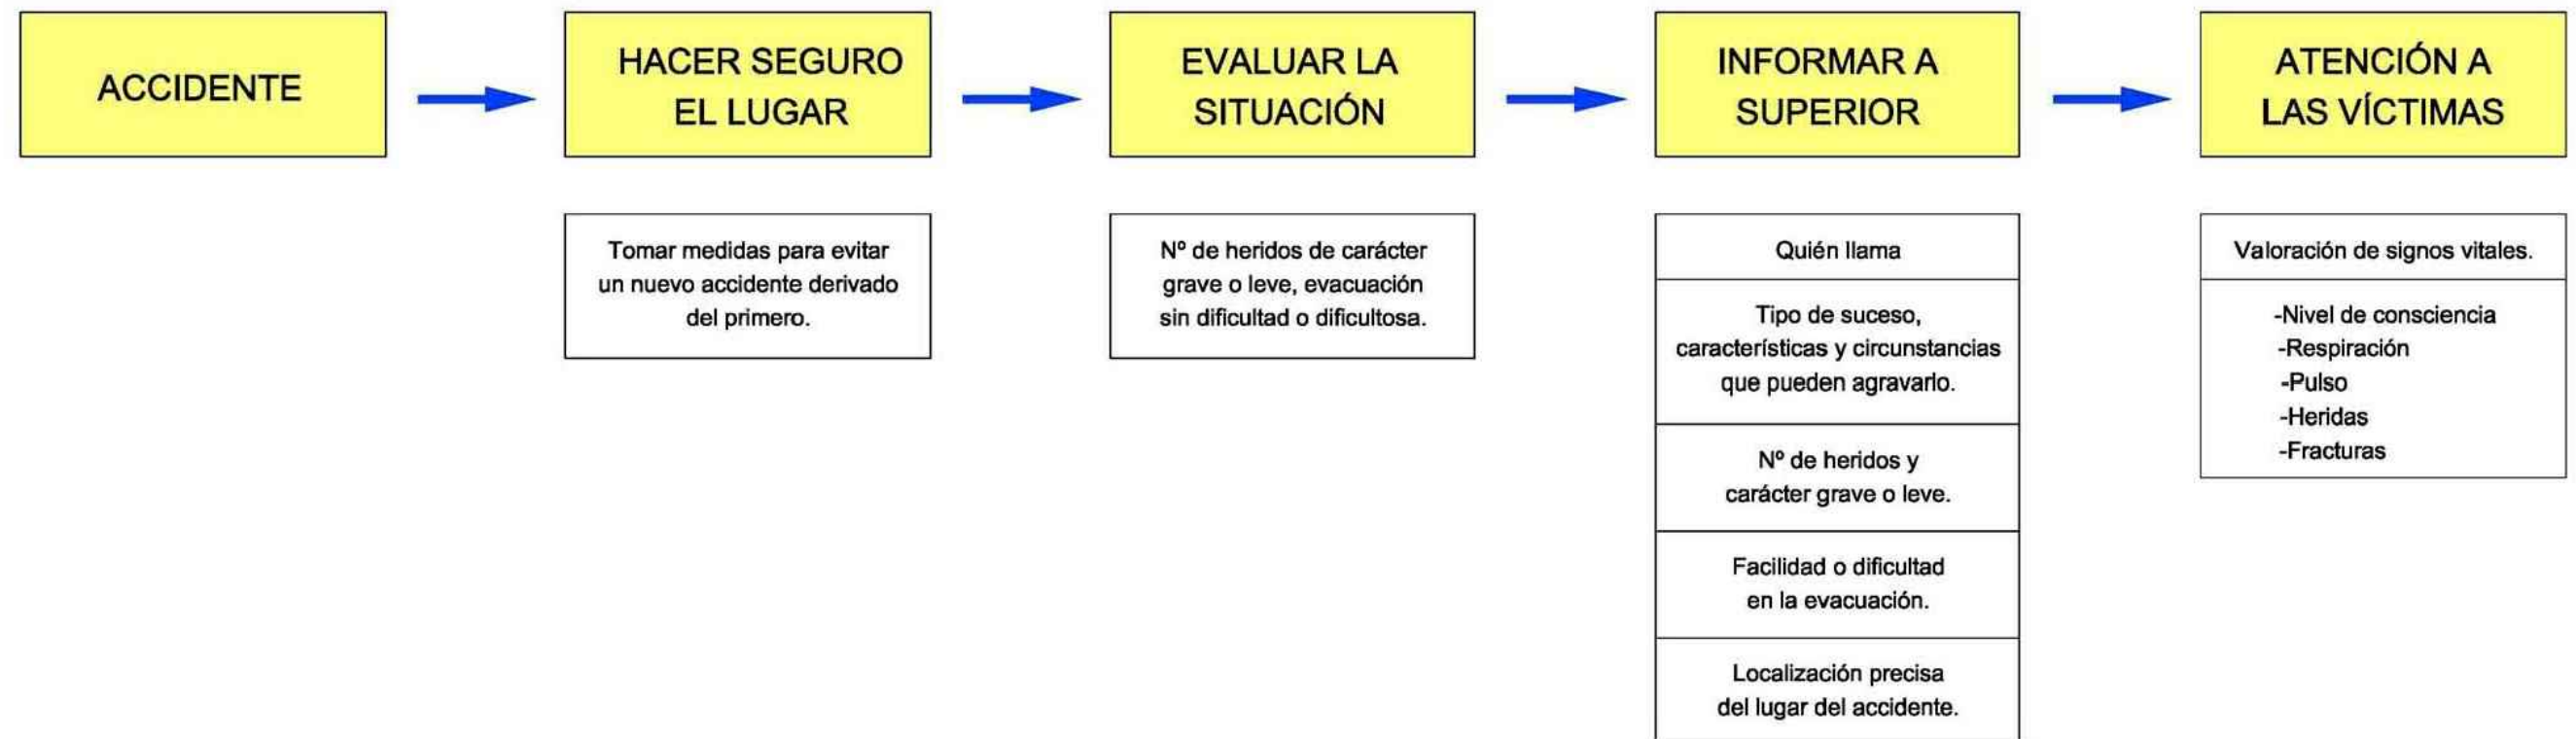 ACCIDENTE
HACER SEGURO
EL LUGAR
Tomar medidas para evitar
un nuevo accidente derivado
del primero.
EVALUAR LA
SITUACIÓN
Nº de heridos de carácter
grave o leve, evacuación
sin dificultad o dificultosa.
INFORMAR A
SUPERIOR
Quién llama
Tipo de suceso,
características y circunstancias
que pueden agravarlo.
Nº de heridos y
carácter grave o leve.
Facilidad o dificultad
en la evacuación.
Localización precisa
del lugar del accidente.
ATENCIÓN A
LAS VÍCTIMAS
Valoración de signos vitales.
-Nivel de consciencia
-Respiración
-Pulso
-Heridas
-Fracturas